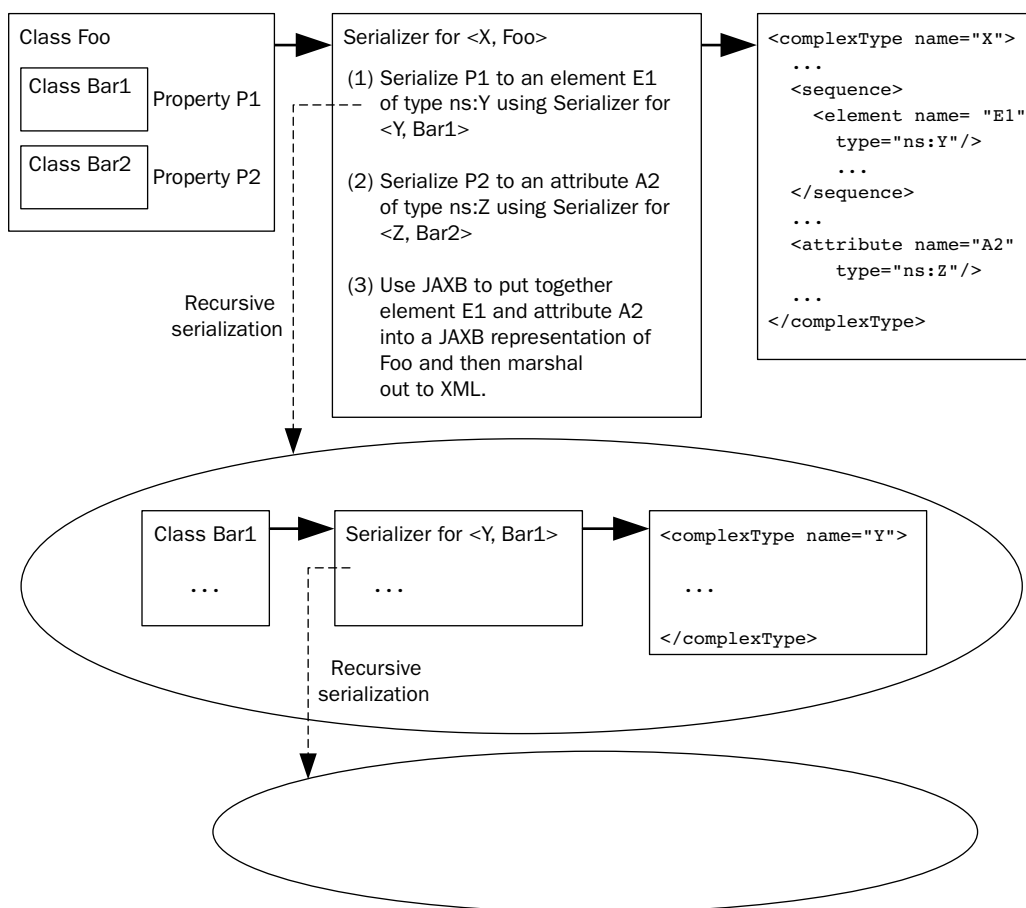 Class Foo
Class Bar1
Property P1
Class Bar2
Property P2
Serializer for <X, Foo>
(1) Serialize P1 to an element E1
of type ns:Y using Serializer for
<Y, Bar1>
(2) Serialize P2 to an attribute A2
of type ns:Z using Serializer for
<Z, Bar2>
(3) Use JAXB to put together
element E1 and attribute A2
into a JAXB representation of
Foo and then marshal
out to XML.
<complexType name="X">
...
<sequence>
<element name= "E1"
type="ns:Y"/>
...
</sequence>
...
<attribute name="A2"
type="ns:Z"/>
...
</complexType>
Recursive
serialization
Class Bar1
...
Serializer for <Y, Bar1>
...
<complexType name="Y">
...
</complexType>
Recursive
serialization